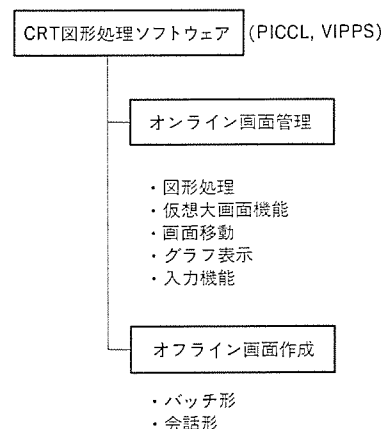 CRT図形処理ソフトウェア (PICCL, VIPPS)
オンライン画面管理
・図形処理
・仮想大画面機能
・画面移動
・グラフ表示
・入力機能
オフライン画面作成
・バッチ形
・会話形